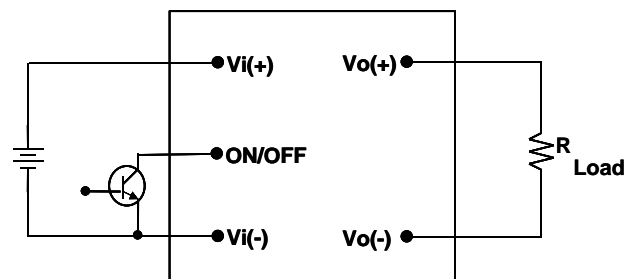 Vi(+)
Vo(+)
ON/OFF
R
Load
Vi(-)
Vo(-)